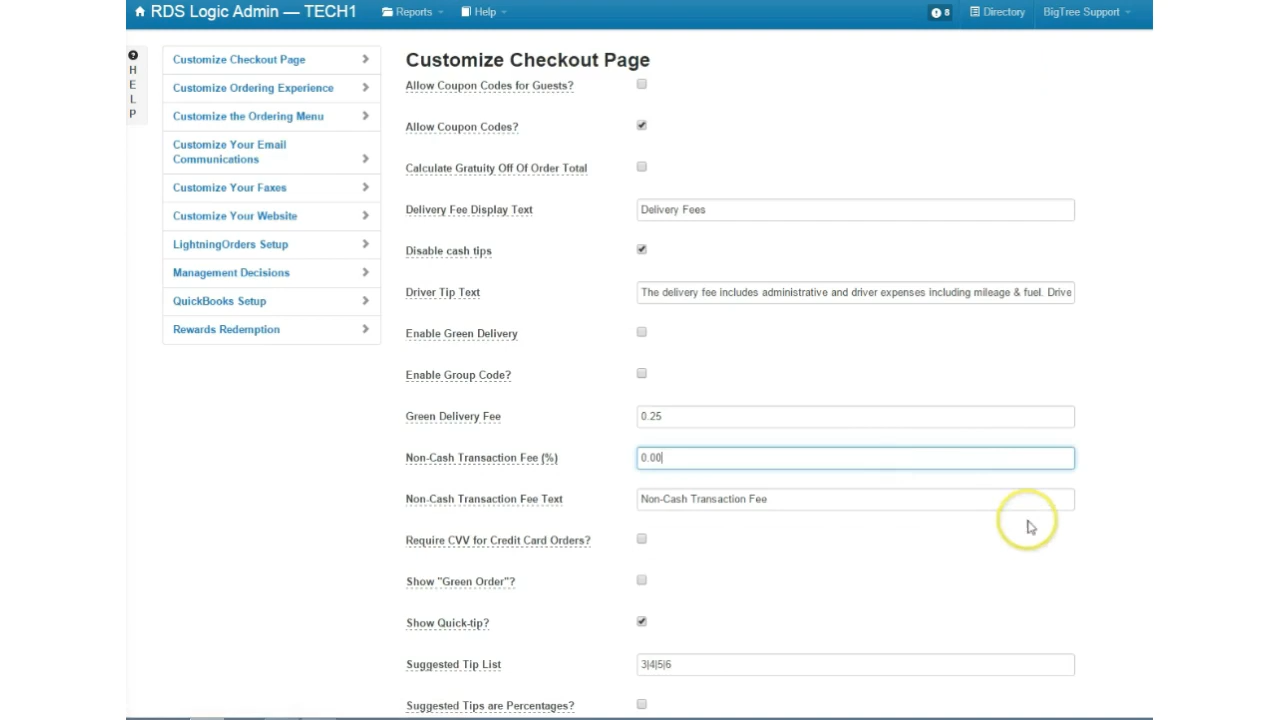 RDS Logic Admin — TECH1
Reports
Help
8
Directory
BigTree Support
H
E
L
P
Customize Checkout Page
Customize Ordering Experience
Customize the Ordering Menu
Customize Your Email
Communications
Customize Your Faxes
Customize Your Website
LightningOrders Setup
Management Decisions
QuickBooks Setup
Rewards Redemption
Customize Checkout Page
Allow Coupon Codes for Guests?
Allow Coupon Codes?
Calculate Gratuity Off Of Order Total
Delivery Fee Display Text
Delivery Fees
Disable cash tips
Driver Tip Text
The delivery fee includes administrative and driver expenses including mileage & fuel. Drive
Enable Green Delivery
Enable Group Code?
Green Delivery Fee
0.25
Non-Cash Transaction Fee (%)
0.00
Non-Cash Transaction Fee Text
Non-Cash Transaction Fee
Require CVV for Credit Card Orders?
Show "Green Order"?
Show Quick-tip?
Suggested Tip List
3|4|5|6
Suggested Tips are Percentages?